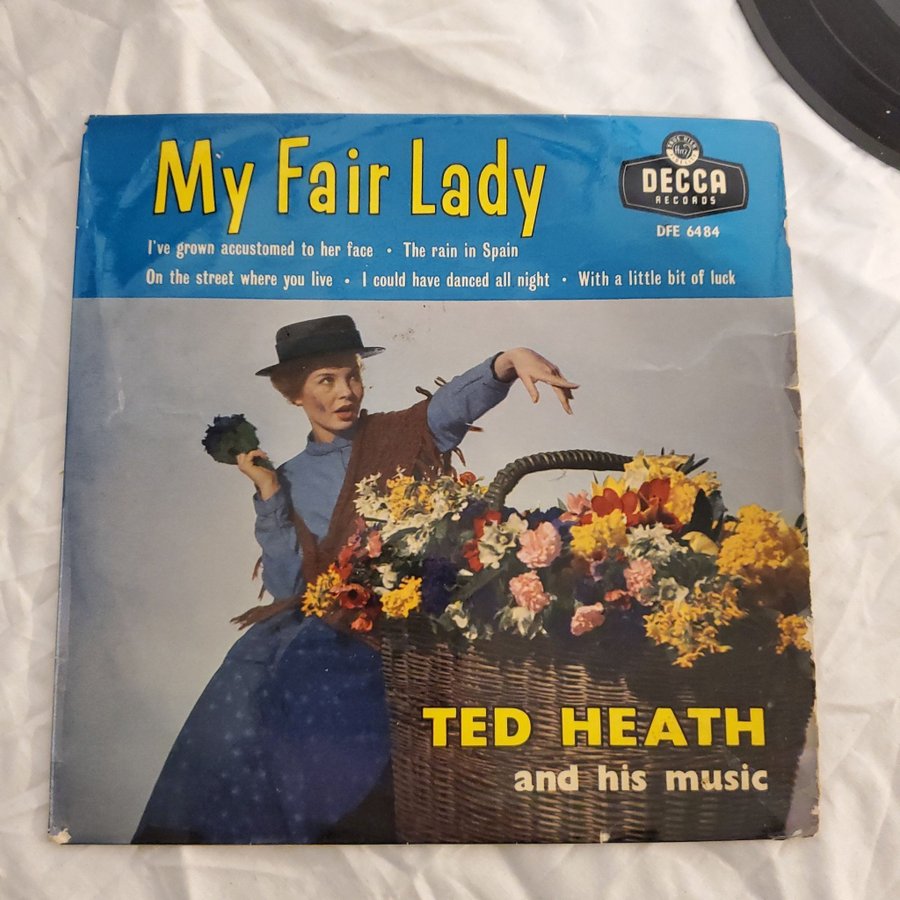 My Fair Lady
I've grown accustomed to her face · The rain in Spain
On the street where you live · I could have danced all night · With a little bit of luck
DECCA
RECORDS
DFE 6484
TED HEATH
and his music